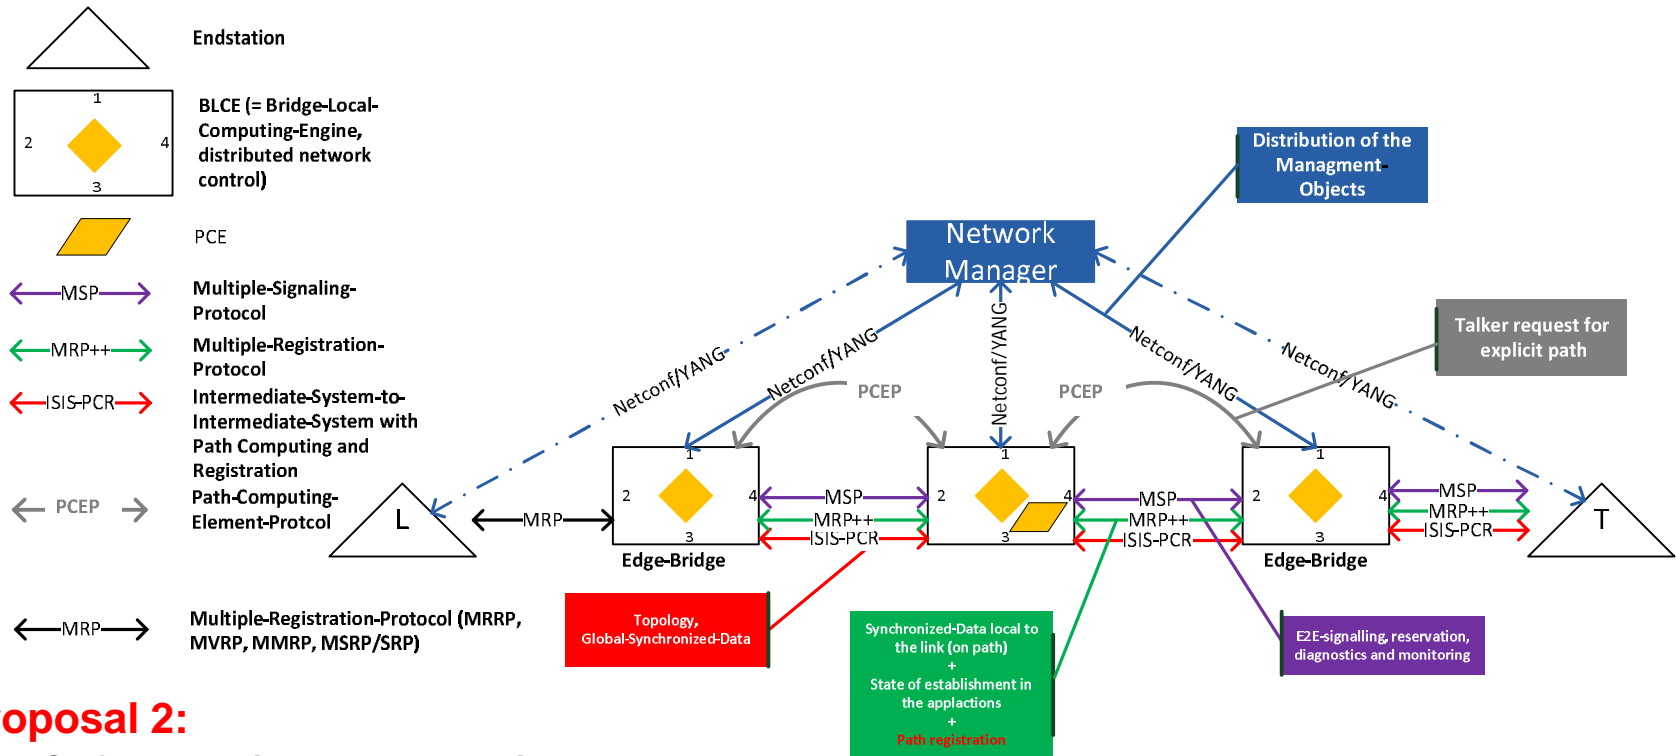 Endstation
1
2
4
3
BLCE (= Bridge-Local-
Computing-Engine,
distributed network
control)
PCE
MSP
Multiple-Signaling-
Protocol
MRP++
Multiple-Registration-
Protocol
ISIS-PCR
Intermediate-System-to-
Intermediate-System with
Path Computing and
Registration
PCEP
Path-Computing-
Element-Protcol
MRP
Multiple-Registration-Protocol (MRRP,
MVRP, MMRP, MSRP/SRP)
Distribution of the
Managment-
Objects
Network
Manager
Talker request for
explicit path
Netconf/YANG
Netconf/YANG
Netconf/YANG
Netconf/YANG
Netconf/YANG
PCEP
PCEP
L
MRP
1
2
4
3
Edge-Bridge
MSP
MRP++
ISIS-PCR
1
2
4
3
MSP
MRP++
ISIS-PCR
1
2
4
3
Edge-Bridge
MSP
MRP++
ISIS-PCR
T
Topology,
Global-Synchronized-Data
Synchronized-Data local to
the link (on path)
+
State of establishment in
the applactions
+
Path registration
E2E-signalling, reservation,
diagnostics and monitoring
oposal 2: